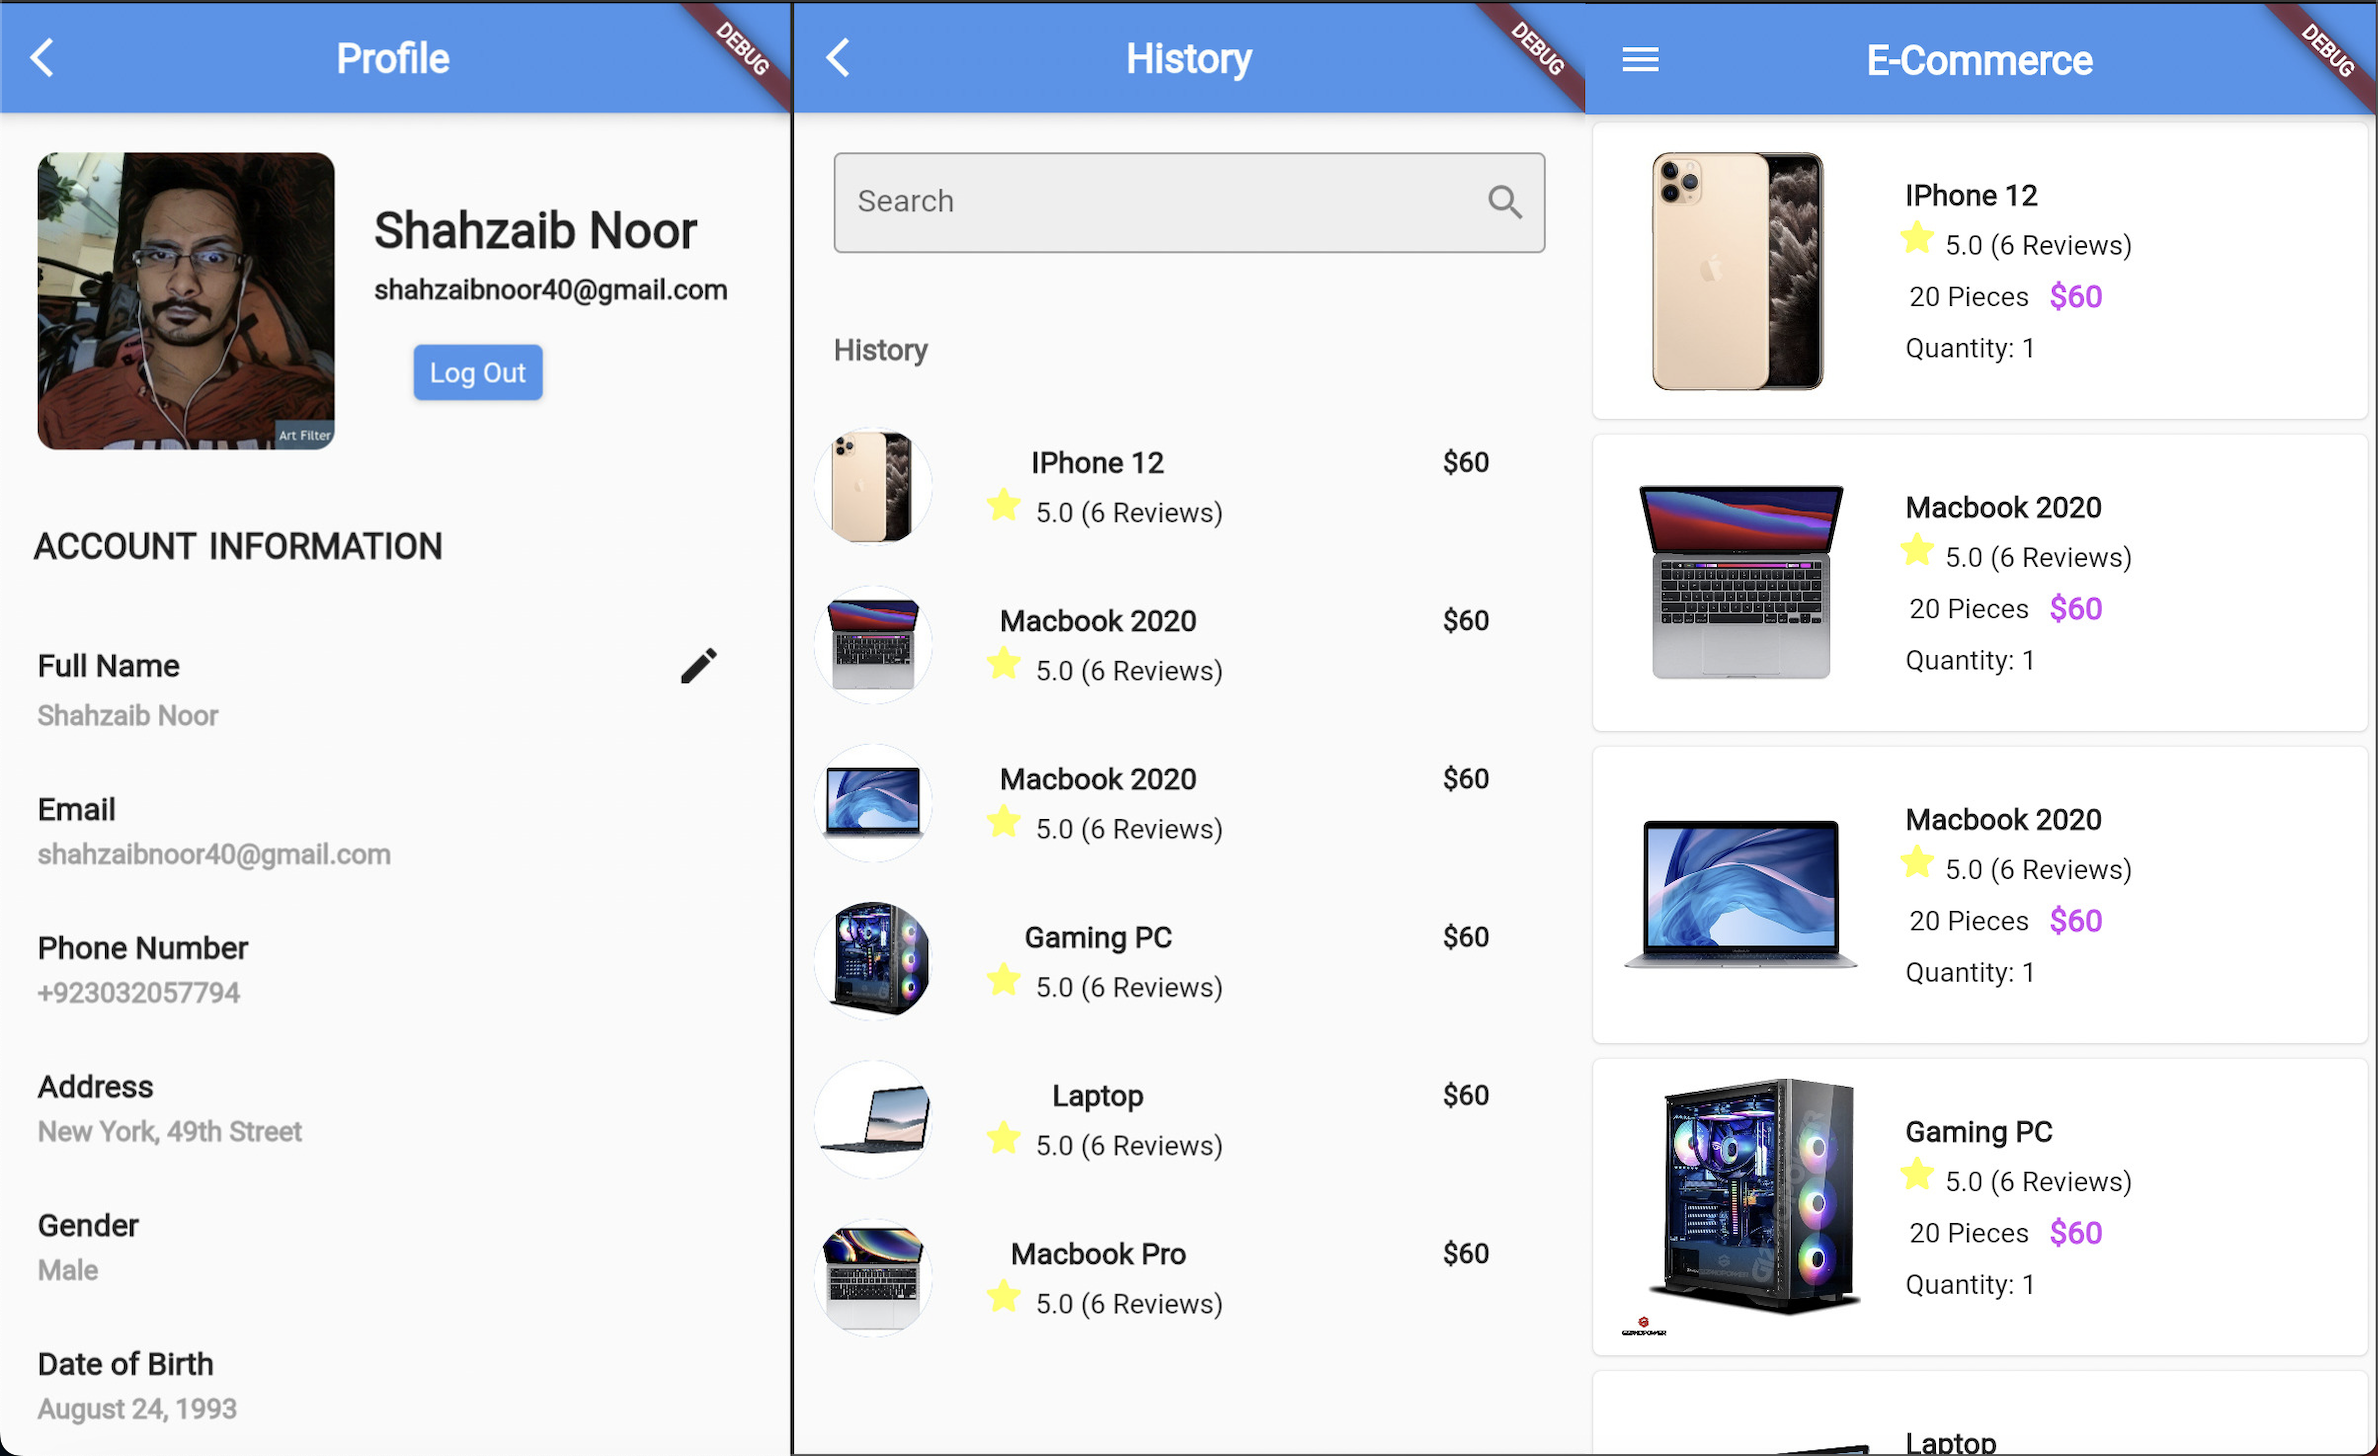 Profile
DEBUG
Shahzaib Noor
shahzaibnoor40@gmail.com
Log Out
Art Filter
ACCOUNT INFORMATION
Full Name
Shahzaib Noor
Email
shahzaibnoor40@gmail.com
Phone Number
+923032057794
Address
New York, 49th Street
Gender
Male
Date of Birth
August 24, 1993
History
DEBUG
Search
History
IPhone 12
$60
5.0 (6 Reviews)
Macbook 2020
$60
5.0 (6 Reviews)
Macbook 2020
$60
5.0 (6 Reviews)
Gaming PC
$60
5.0 (6 Reviews)
Laptop
$60
5.0 (6 Reviews)
Macbook Pro
$60
5.0 (6 Reviews)
E-Commerce
DEBUG
IPhone 12
5.0 (6 Reviews)
20 Pieces $60
Quantity: 1
Macbook 2020
5.0 (6 Reviews)
20 Pieces $60
Quantity: 1
Macbook 2020
5.0 (6 Reviews)
20 Pieces $60
Quantity: 1
Gaming PC
5.0 (6 Reviews)
20 Pieces $60
Quantity: 1
Laptop